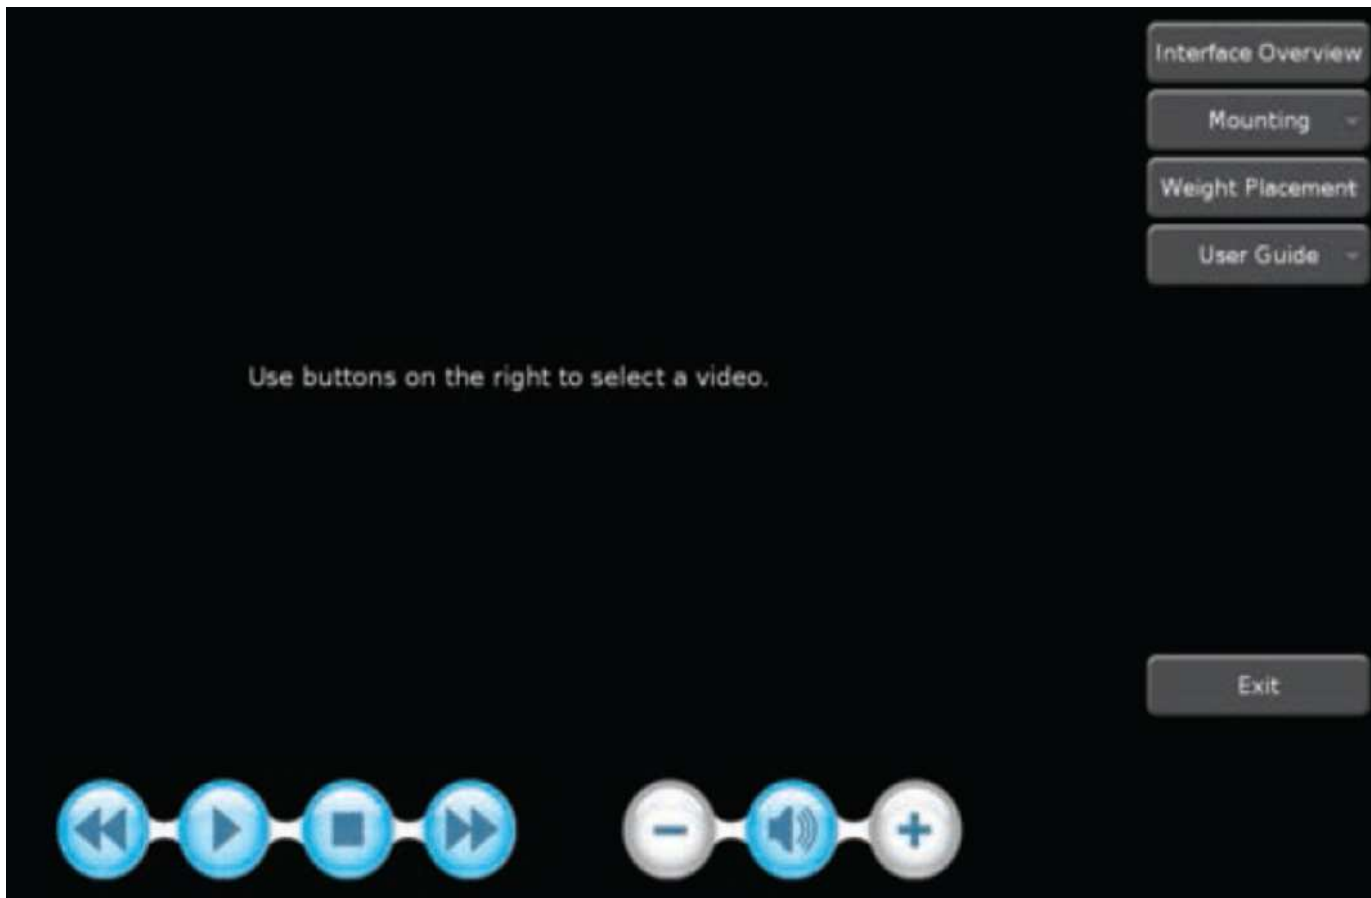 Interface Overview
Mounting
Weight Placement
User Guide
Use buttons on the right to select a video.
Exit